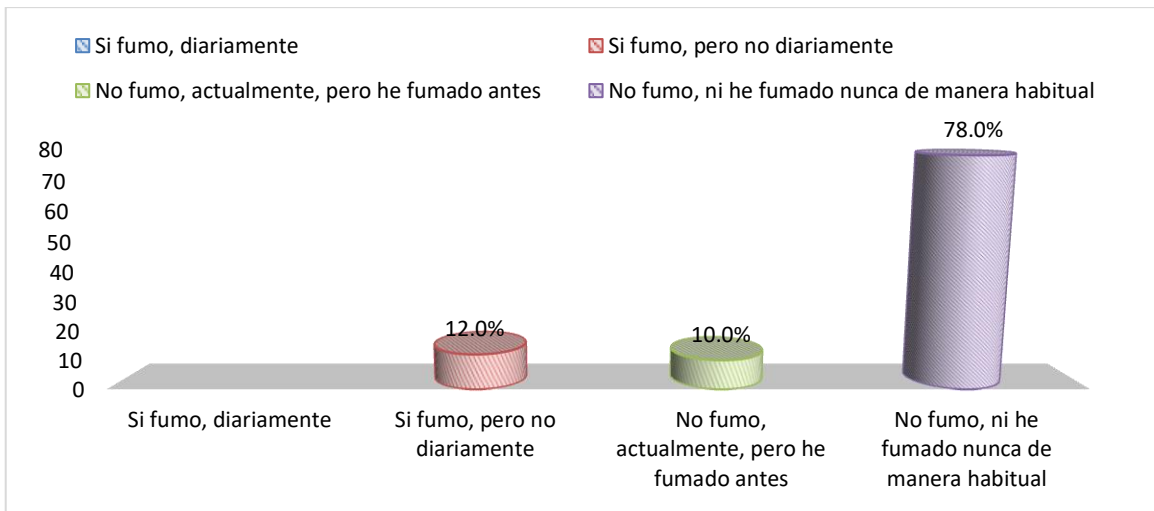 Si fumo, diariamente
Si fumo, pero no diariamente
No fumo, actualmente, pero he fumado antes
No fumo, ni he fumado nunca de manera habitual
78.0%
80
70
60
50
40
30
20
10
0
12.0%
10.0%
Si fumo, diariamente
Si fumo, pero no
diariamente
No fumo,
actualmente, pero he
fumado antes
No fumo, ni he
fumado nunca de
manera habitual